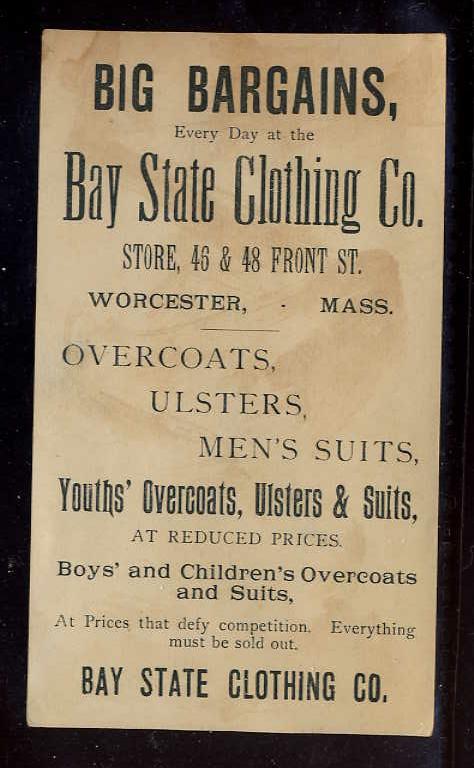 BIG BARGAINS,
Every Day at the
Bay State Clothing Co.
STORE, 46 & 48 FRONT ST.
WORCESTER, - MASS.
OVERCOATS,
ULSTERS,
MEN'S SUITS,
Youths' Overcoats, Ulsters & Suits,
AT REDUCED PRICES.
Boys' and Children's Overcoats
and Suits,
At Prices that defy competition. Everything
must be sold out.
BAY STATE CLOTHING CO.